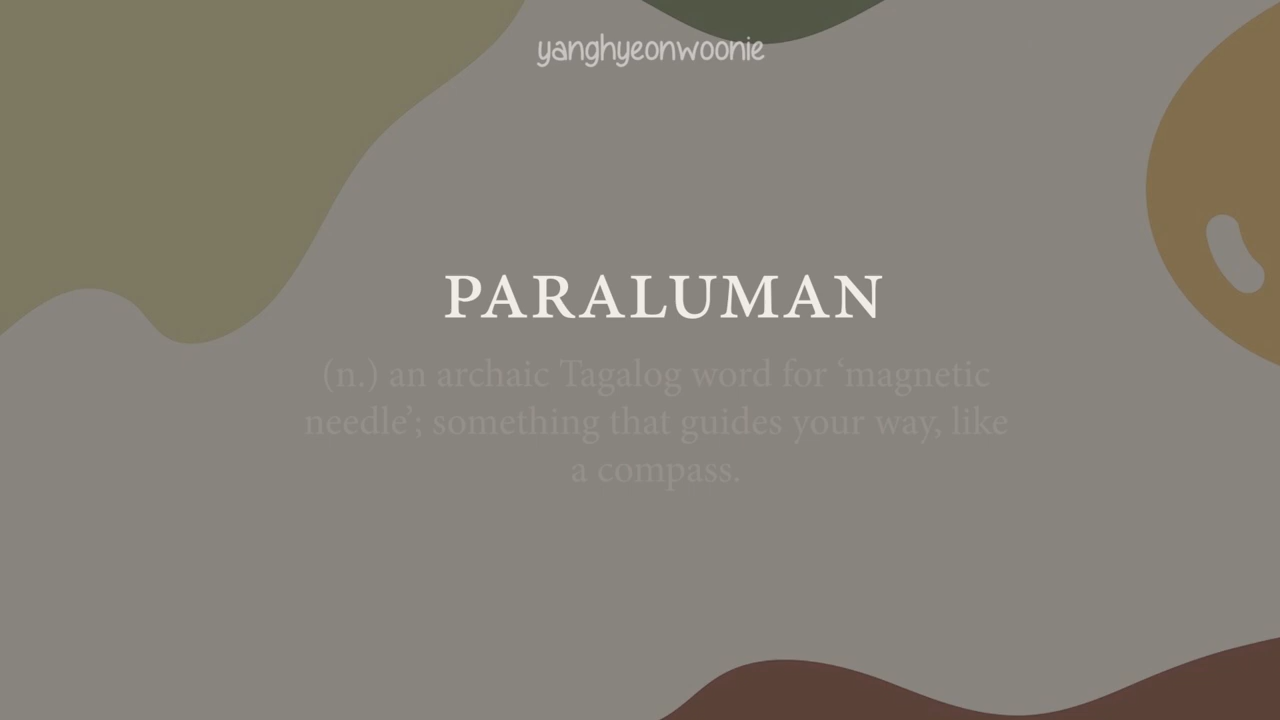 yanghyeonwoonie
PARALUMAN
(n.) an archaic Tagalog word for ‘magnetic
needle’; something that guides your way, like
a compass.